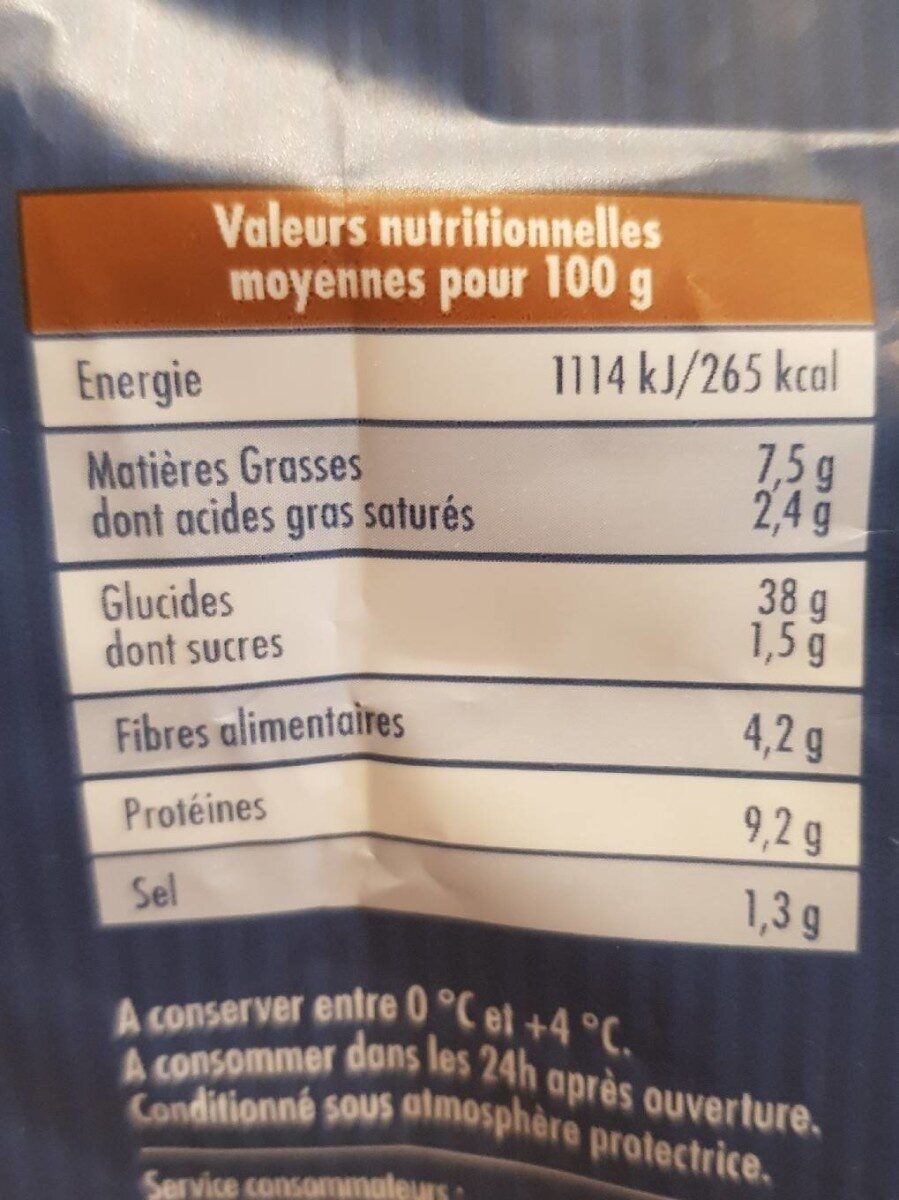 Valeurs nutritionnelles
moyennes pour 100 g
Energie 1114 kJ/265 kcal
Matières Grasses 7,5 g
dont acides gras saturés 2,4 g
Glucides 38 g
dont sucres 1,5 g
Fibres alimentaires 4,2 g
Protéines 9,2 g
Sel 1,3 g
A conserver entre 0 °C et +4 °C.
A consommer dans les 24h après ouverture.
Conditionné sous atmosphère protectrice.
Service consommateurs :